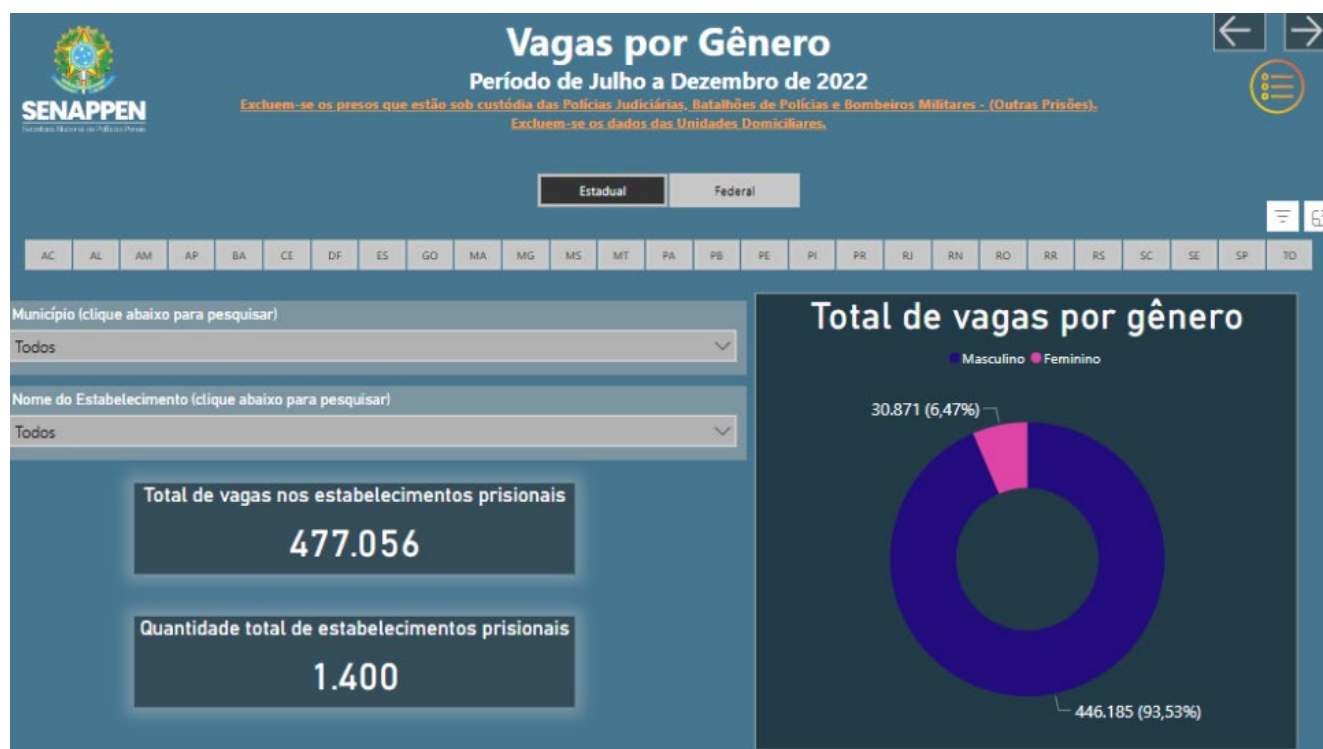 Vagas por Gênero
Período de Julho a Dezembro de 2022
Excluem-se os presos que estão sob custódia das Polícias Judiciárias, Batalhões de Polícias e Bombeiros Militares - (Outras Prisões).
Excluem-se os dados das Unidades Domiciliares.
SENAPPEN
Secretaria Nacional de Políticas Penais
Estadual Federal
AC AL AM AP BA CE DF ES GO MA MG MS MT PA PB PE PI PR RJ RN RO RR RS SC SE SP TO
Município (clique abaixo para pesquisar)
Todos
Nome do Estabelecimento (clique abaixo para pesquisar)
Todos
Total de vagas nos estabelecimentos prisionais
477.056
Quantidade total de estabelecimentos prisionais
1.400
Total de vagas por gênero
Masculino Feminino
30.871 (6,47%)
446.185 (93,53%)